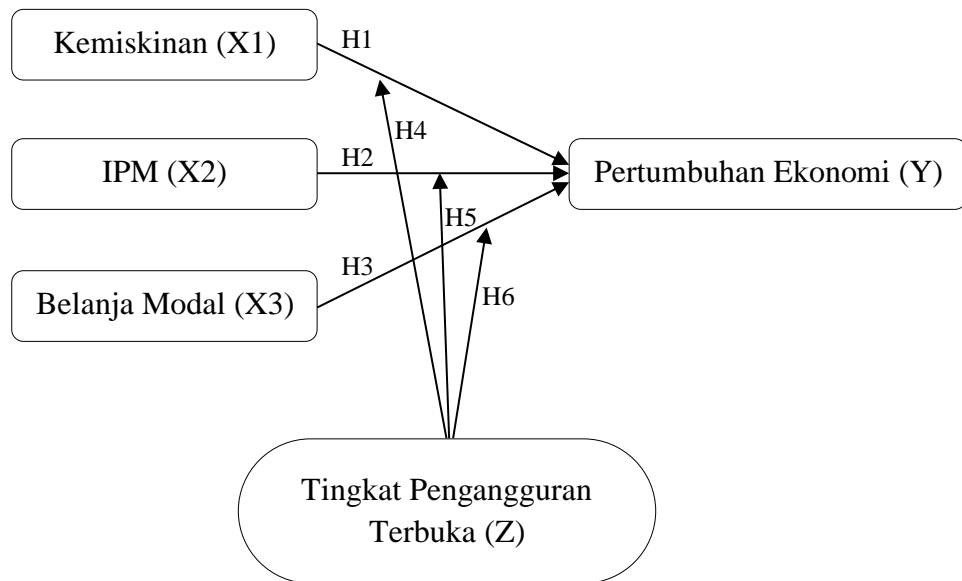 Kemiskinan (X1)
H1
H4
IPM (X2)
H2
Pertumbuhan Ekonomi (Y)
H5
H3
Belanja Modal (X3)
H6
Tingkat Pengangguran
Terbuka (Z)